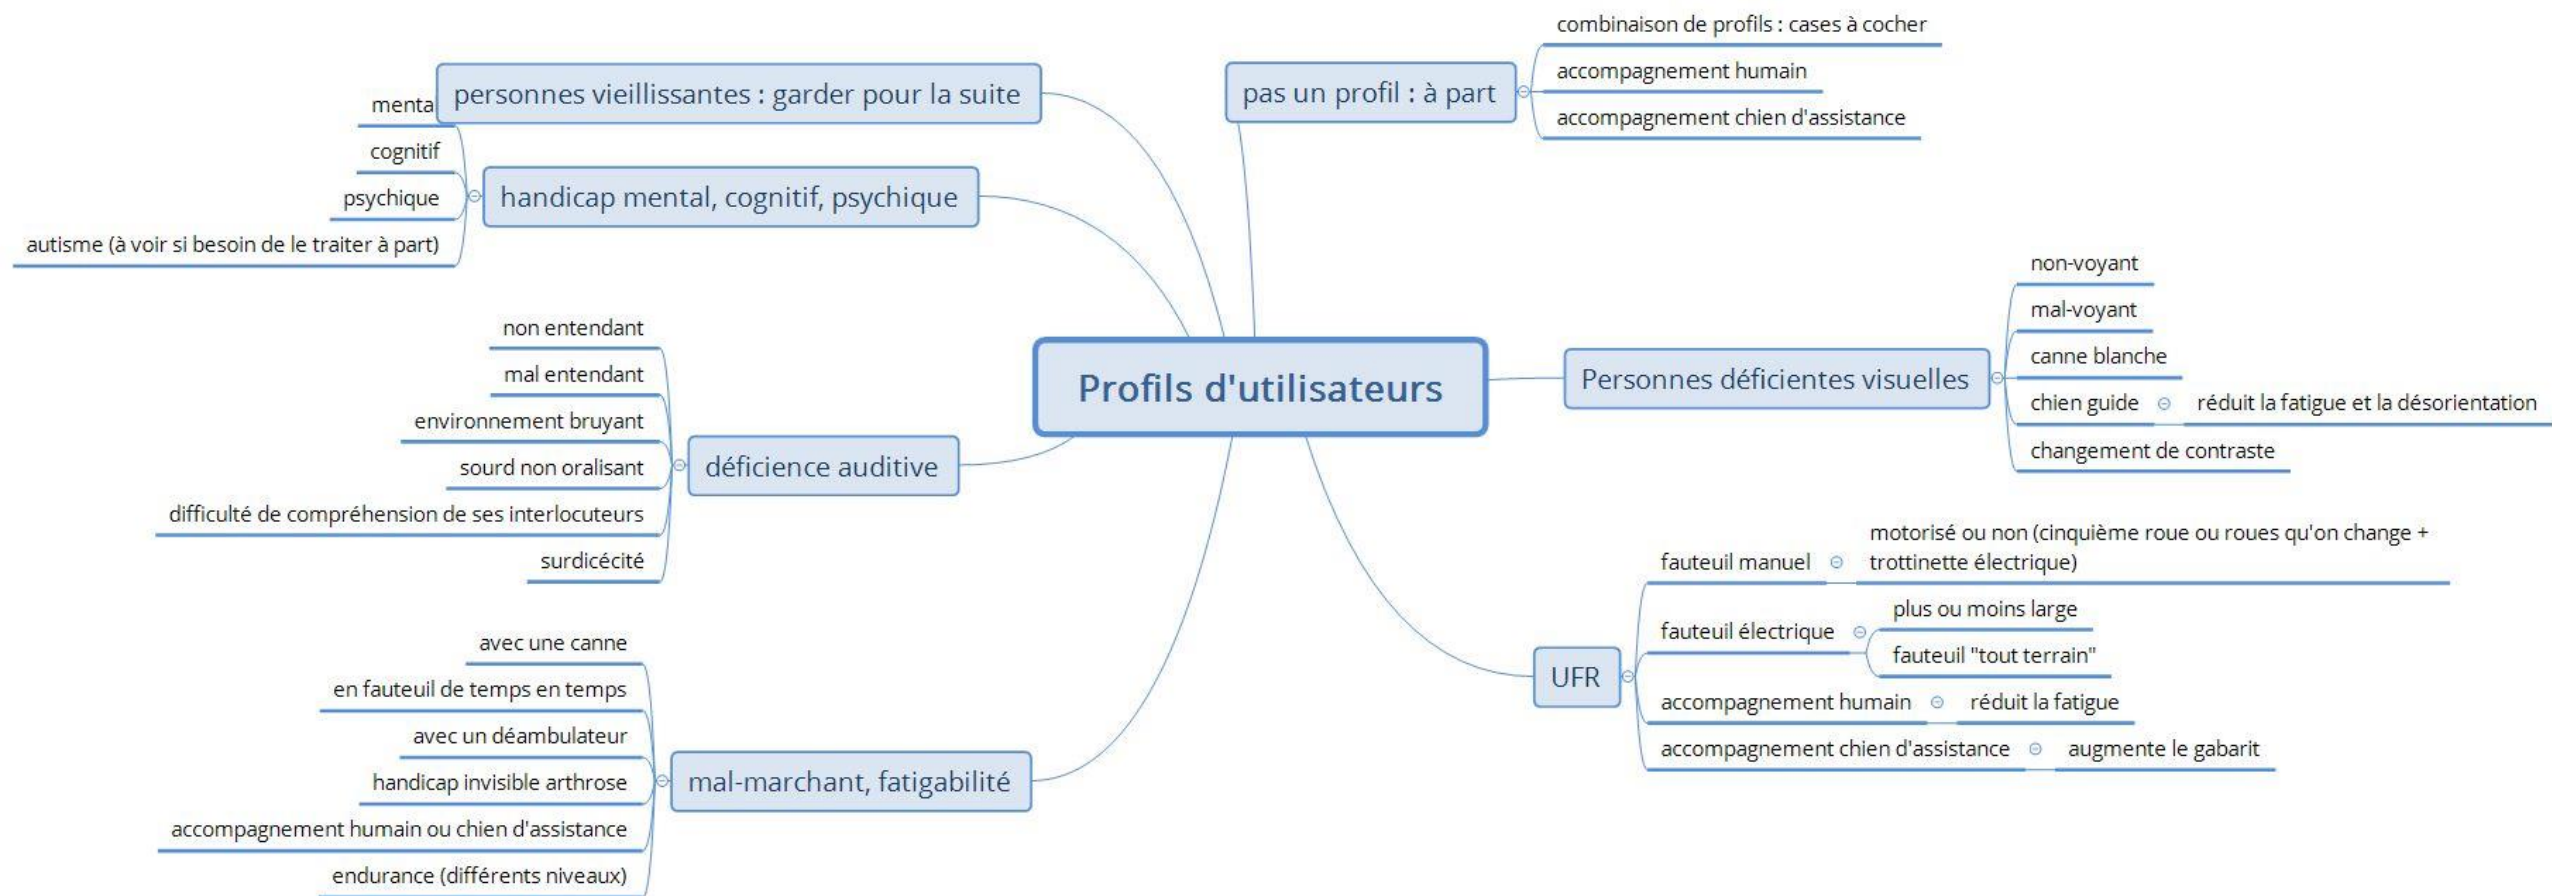 Profils d'utilisateurs
pas un profil : à part
combinaison de profils : cases à cocher
accompagnement humain
accompagnement chien d'assistance
Personnes déficientes visuelles
non-voyant
mal-voyant
canne blanche
chien guide
réduit la fatigue et la désorientation
changement de contraste
UFR
fauteuil manuel
motorisé ou non (cinquième roue ou roues qu'on change +
trottinette électrique)
fauteuil électrique
plus ou moins large
fauteuil "tout terrain"
accompagnement humain
réduit la fatigue
accompagnement chien d'assistance
augmente le gabarit
personnes vieillissantes : garder pour la suite
handicap mental, cognitif, psychique
menta
cognitif
psychique
autisme (à voir si besoin de le traiter à part)
déficience auditive
non entendant
mal entendant
environnement bruyant
sourd non oralisant
difficulté de compréhension de ses interlocuteurs
surdicécité
mal-marchant, fatigabilité
avec une canne
en fauteuil de temps en temps
avec un déambulateur
handicap invisible arthrose
accompagnement humain ou chien d'assistance
endurance (différents niveaux)